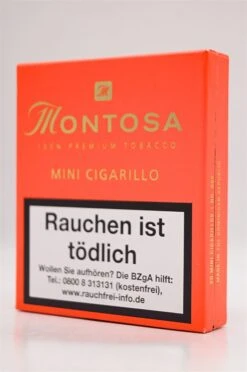 M
MONTOSA
100% PREMIUM TOBACCO
MINI CIGARILLO
Rauchen ist
tödlich
Wollen Sie aufhören? Die BZgA hilft:
Tel.: 0800 8 313131 (kostenfrei),
www.rauchfrei-info.de